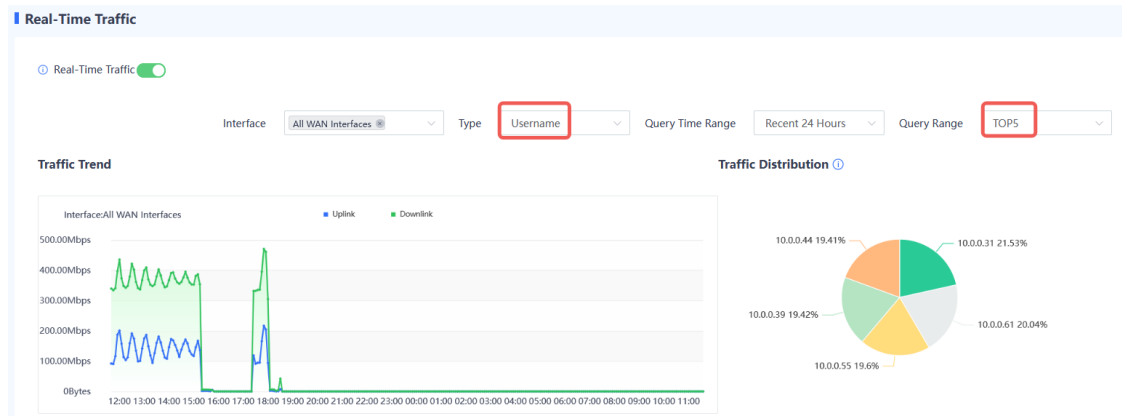 Real-Time Traffic
Real-Time Traffic
Interface All WAN Interfaces Type Username Query Time Range Recent 24 Hours Query Range TOP5
Traffic Trend
Traffic Distribution
Interface:All WAN Interfaces
Uplink
Downlink
500.00Mbps
400.00Mbps
300.00Mbps
200.00Mbps
100.00Mbps
0Bytes
12:00 13:00 14:00 15:00 16:00 17:00 18:00 19:00 20:00 21:00 22:00 23:00 00:00 01:00 02:00 03:00 04:00 05:00 06:00 07:00 08:00 09:00 10:00 11:00
10.0.0.44 19.41%
10.0.0.31 21.53%
10.0.0.39 19.42%
10.0.0.61 20.04%
10.0.0.55 19.6%